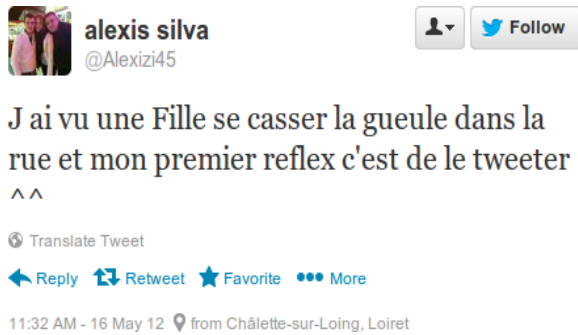 alexis silva
@Alexizi45
Follow
J ai vu une Fille se casser la gueule dans la
rue et mon premier reflex c'est de le tweeter
^^
Translate Tweet
Reply Retweet Favorite More
11:32 AM - 16 May 12 from Châlette-sur-Loing, Loiret